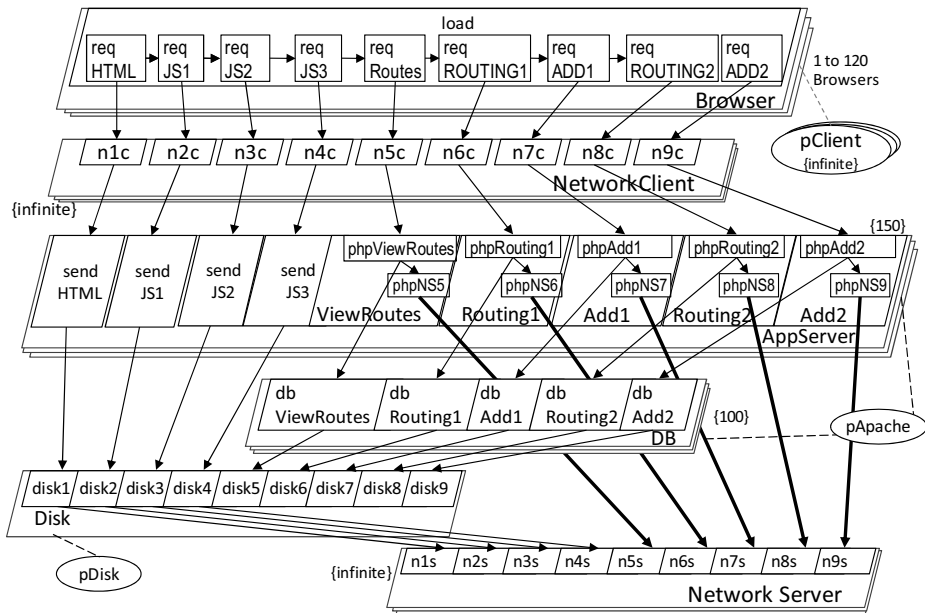 load
req HTML
req JS1
req JS2
req JS3
req Routes
req ROUTING1
req ADD1
req ROUTING2
req ADD2
Browser
1 to 120 Browsers
pClient
{infinite}
n1c
n2c
n3c
n4c
n5c
n6c
n7c
n8c
n9c
NetworkClient
{infinite}
{150}
send HTML
send JS1
send JS2
send JS3
phpViewRoutes
phpNS5
ViewRoutes
phpRouting1
phpNS6
Routing1
phpAdd1
phpNS7
Add1
phpRouting2
phpNS8
Routing2
phpAdd2
phpNS9
Add2
AppServer
db ViewRoutes
db Routing1
db Add1
db Routing2
db Add2
DB
{100}
pApache
disk1
disk2
disk3
disk4
disk5
disk6
disk7
disk8
disk9
Disk
pDisk
{infinite}
n1s
n2s
n3s
n4s
n5s
n6s
n7s
n8s
n9s
Network Server